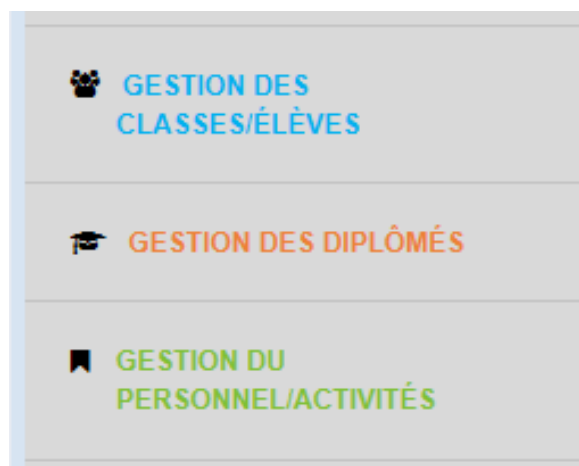 GESTION DES
CLASSES/ÉLÈVES
GESTION DES DIPLÔMÉS
GESTION DU
PERSONNEL/ACTIVITÉS